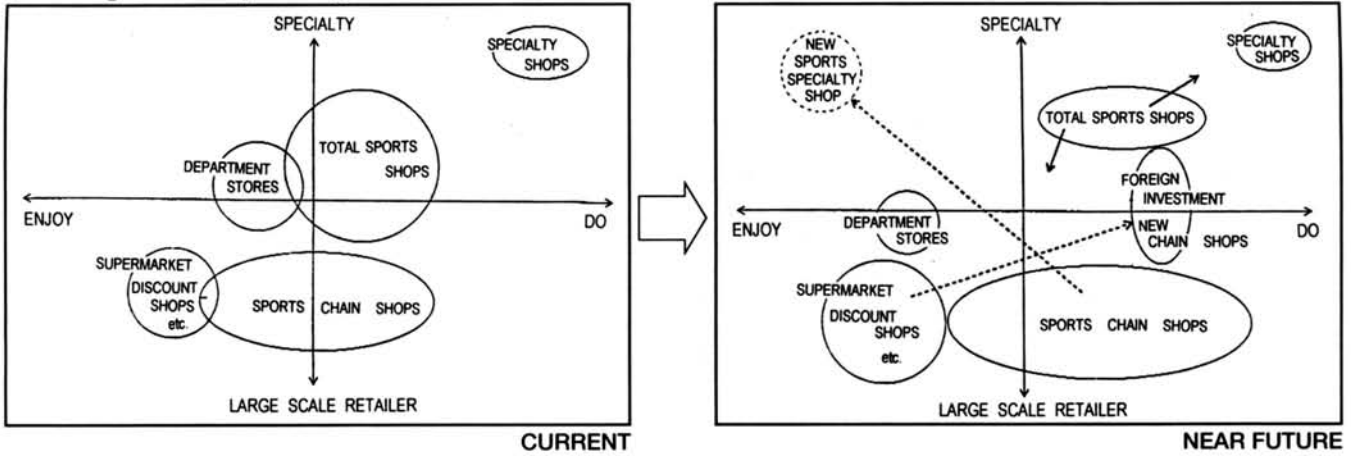 SPECIALTY
SPECIALTY
SHOPS
TOTAL SPORTS
SHOPS
DEPARTMENT
STORES
ENJOY
DO
SUPERMARKET
DISCOUNT
SHOPS
etc.
SPORTS CHAIN SHOPS
LARGE SCALE RETAILER
CURRENT
SPECIALTY
NEW
SPORTS
SPECIALTY
SHOP
SPECIALTY
SHOPS
TOTAL SPORTS SHOPS
FOREIGN
INVESTMENT
NEW
CHAIN SHOPS
DEPARTMENT
STORES
ENJOY
DO
SUPERMARKET
DISCOUNT
SHOPS
etc.
SPORTS CHAIN SHOPS
LARGE SCALE RETAILER
NEAR FUTURE